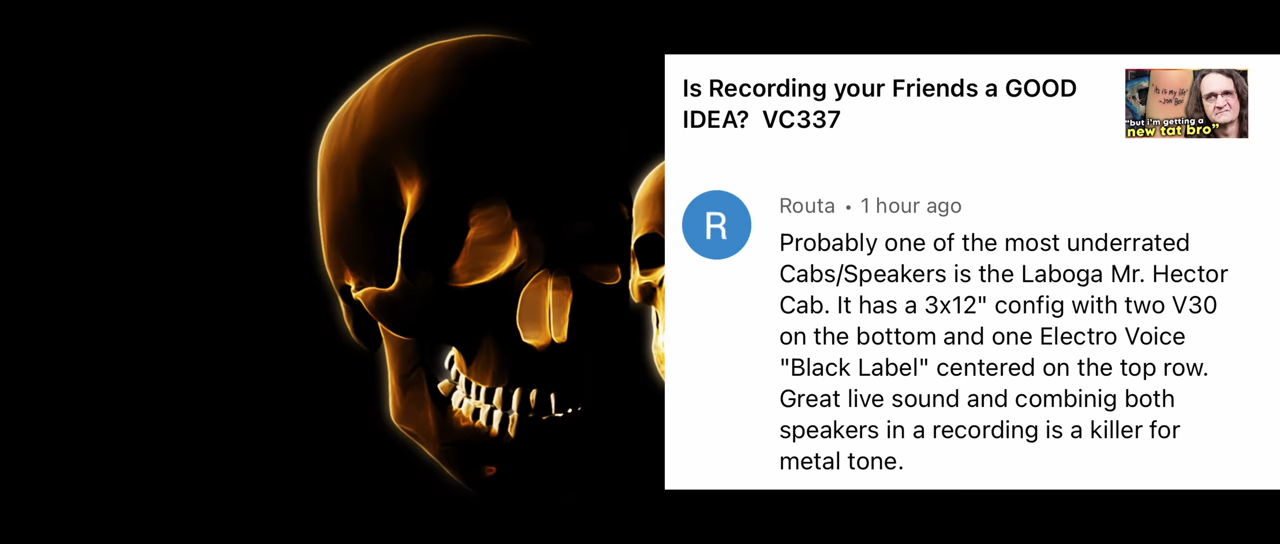 Is Recording your Friends a GOOD
IDEA? VC337
"but i'm getting a
new tat bro"
R
Routa • 1 hour ago
Probably one of the most underrated
Cabs/Speakers is the Laboga Mr. Hector
Cab. It has a 3x12" config with two V30
on the bottom and one Electro Voice
"Black Label" centered on the top row.
Great live sound and combinig both
speakers in a recording is a killer for
metal tone.